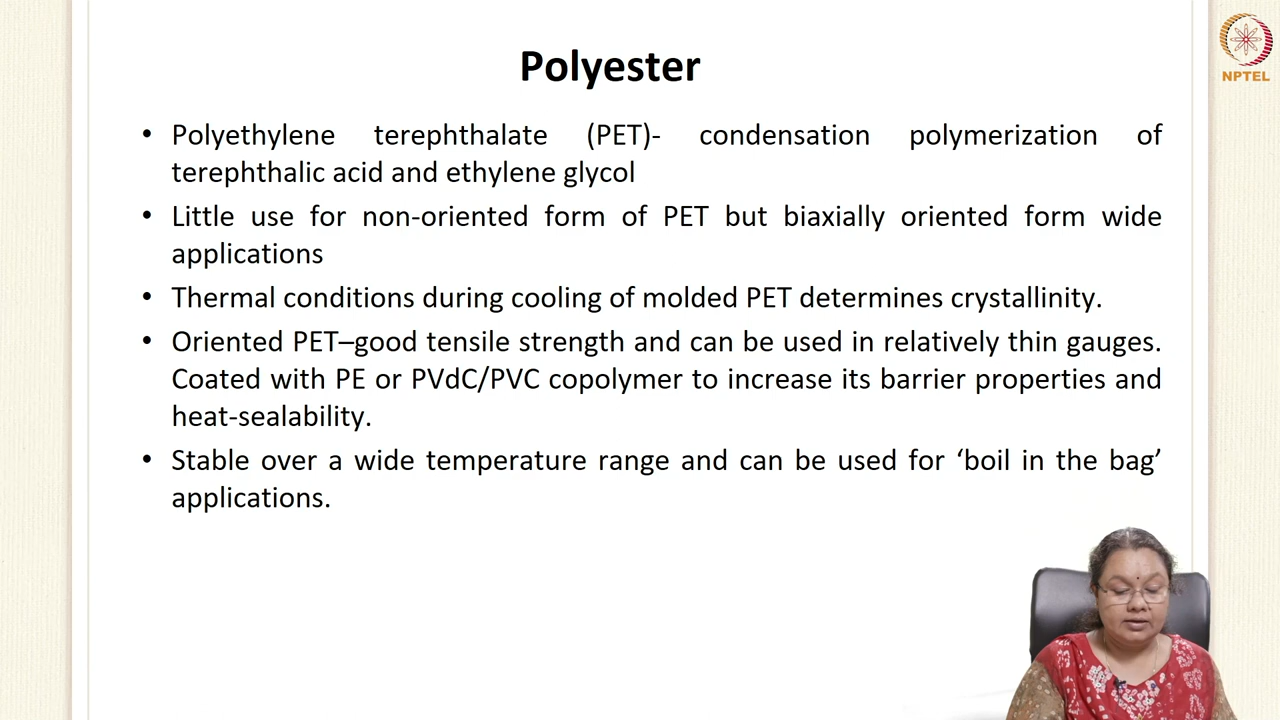 Polyester
NPTEL
• Polyethylene terephthalate (PET)- condensation polymerization of
terephthalic acid and ethylene glycol
• Little use for non-oriented form of PET but biaxially oriented form wide
applications
• Thermal conditions during cooling of molded PET determines crystallinity.
• Oriented PET–good tensile strength and can be used in relatively thin gauges.
Coated with PE or PVdC/PVC copolymer to increase its barrier properties and
heat-sealability.
• Stable over a wide temperature range and can be used for ‘boil in the bag’
applications.